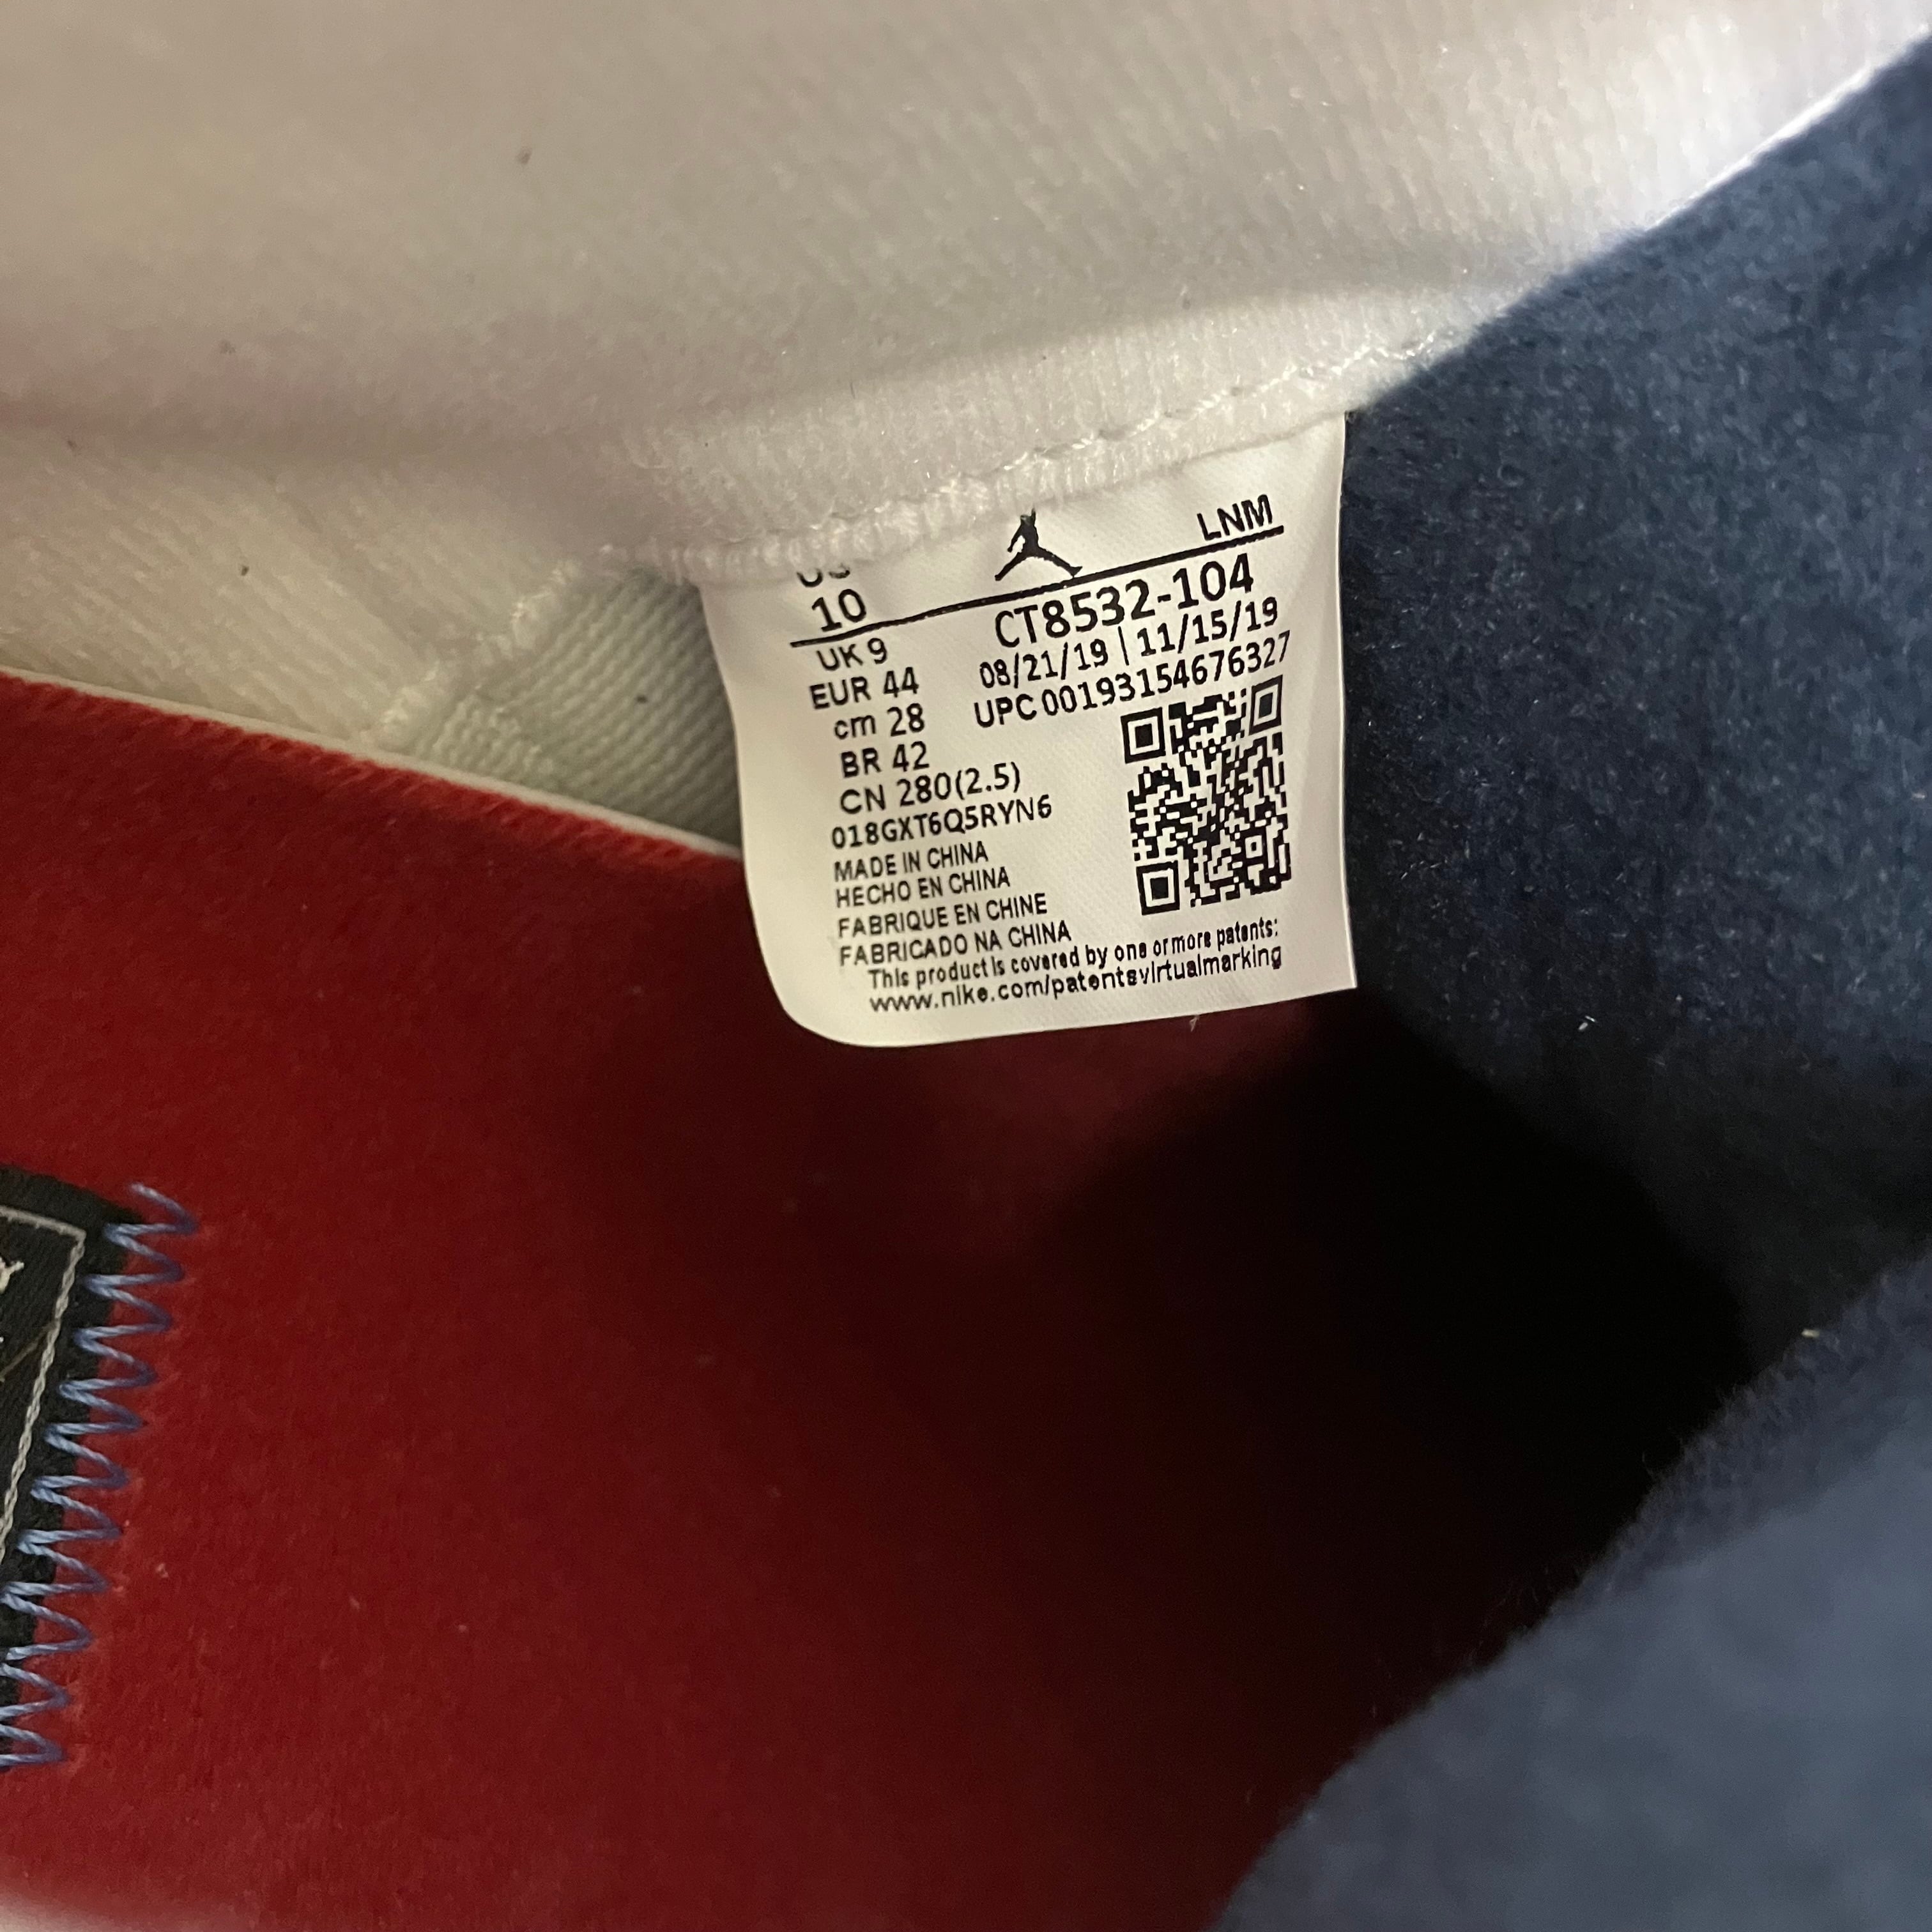 LNM
US
10
CT8532-104
UK 9
08/21/19 | 11/15/19
EUR 44
UPC 00193154676327
cm 28
BR 42
CN 280(2.5)
018GXT6Q5RYN6
MADE IN CHINA
HECHO EN CHINA
FABRIQUE EN CHINE
FABRICADO NA CHINA
This product is covered by one or more patents:
www.nike.com/patentsvirtualmarking